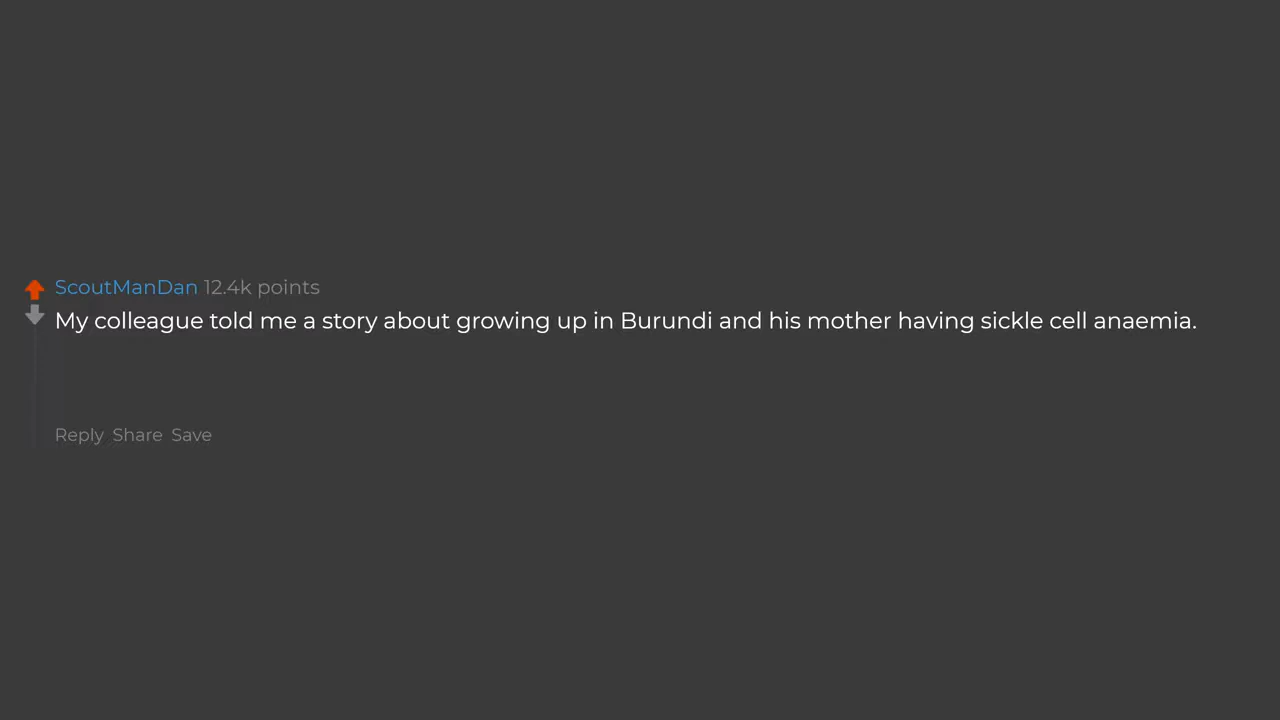 ScoutManDan 12.4k points
My colleague told me a story about growing up in Burundi and his mother having sickle cell anaemia.
Reply Share Save